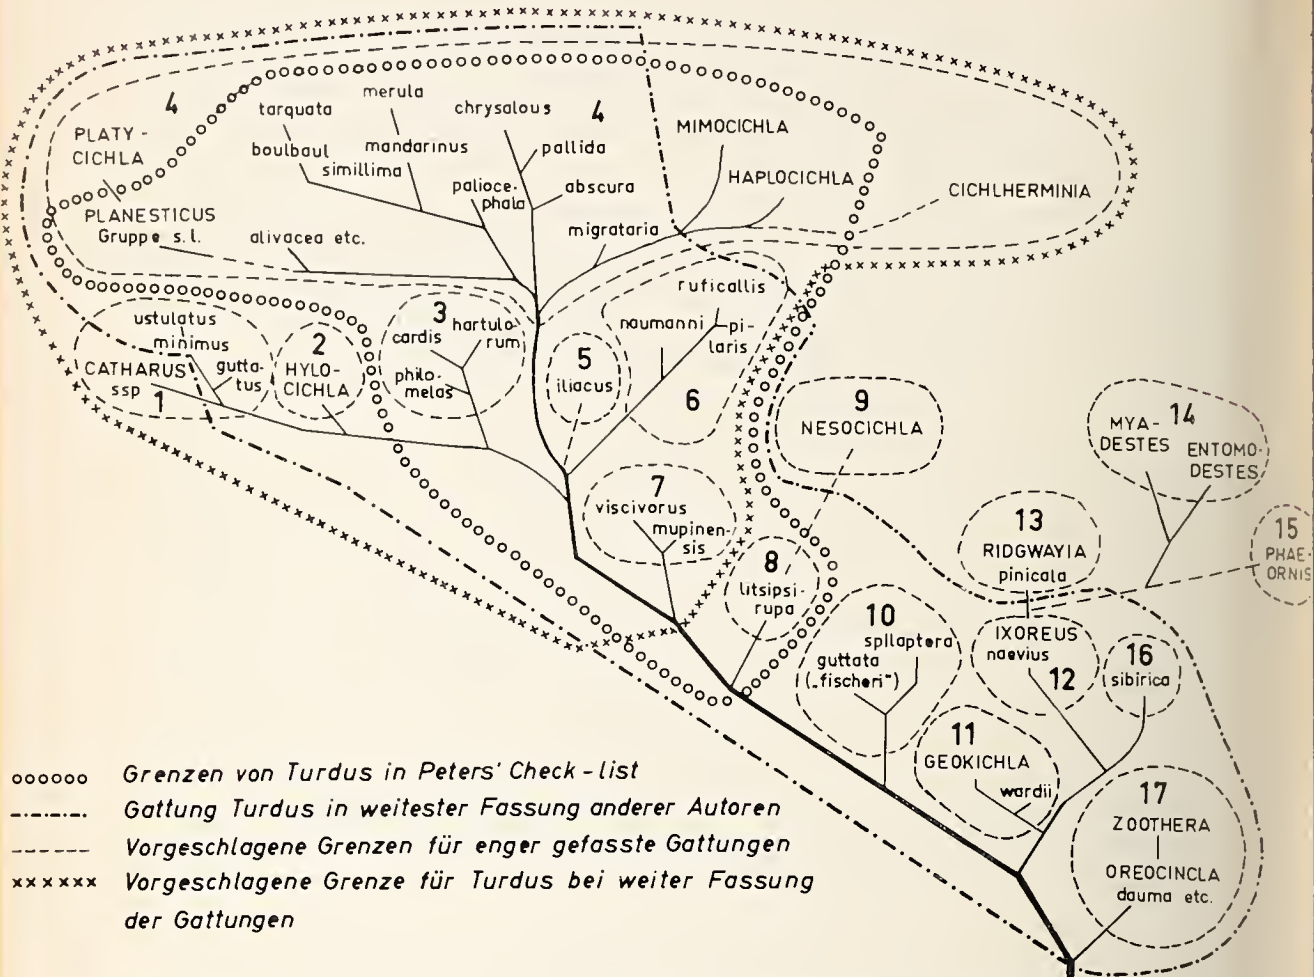 4
tarquata
merula
chrysalous
4
MIMOCICHLA
PLATY-
CICHLA
boulbaul
mandarinus
simillima
pallida
HAPLOCICHLA
CICHLHERMINIA
palioce-
phala
abscura
PLANESTICUS
Gruppe s.l.
alivacea etc.
migrataria
ruficallis
ustulatus
minimus
CATHARUS
ssp
gutta-
tus
1
2
HYLO-
CICHLA
3
cardis
hartulo-
rum
philo-
melas
5
iliacus
naumanni
pi-
laris
6
9
NESOCICHLA
14
MYA-
DESTES
ENTOMO-
DESTES
7
viscivorus
mupinen-
sis
13
RIDGWAYIA
pinicala
15
PHAE-
ORNIS
8
litsipsi-
rupa
10
spilaptera
guttata
(„fischeri“)
IXOREUS
naevius
12
16
sibirica
11
GEOKICHLA
wardii
17
ZOOTHERA
OREOCINCLA
dauma etc.
oooooo Grenzen von Turdus in Peters' Check-list
Gattung Turdus in weitester Fassung anderer Autoren
Vorgeschlagene Grenzen für enger gefasste Gattungen
xxxxxx Vorgeschlagene Grenze für Turdus bei weiter Fassung
der Gattungen